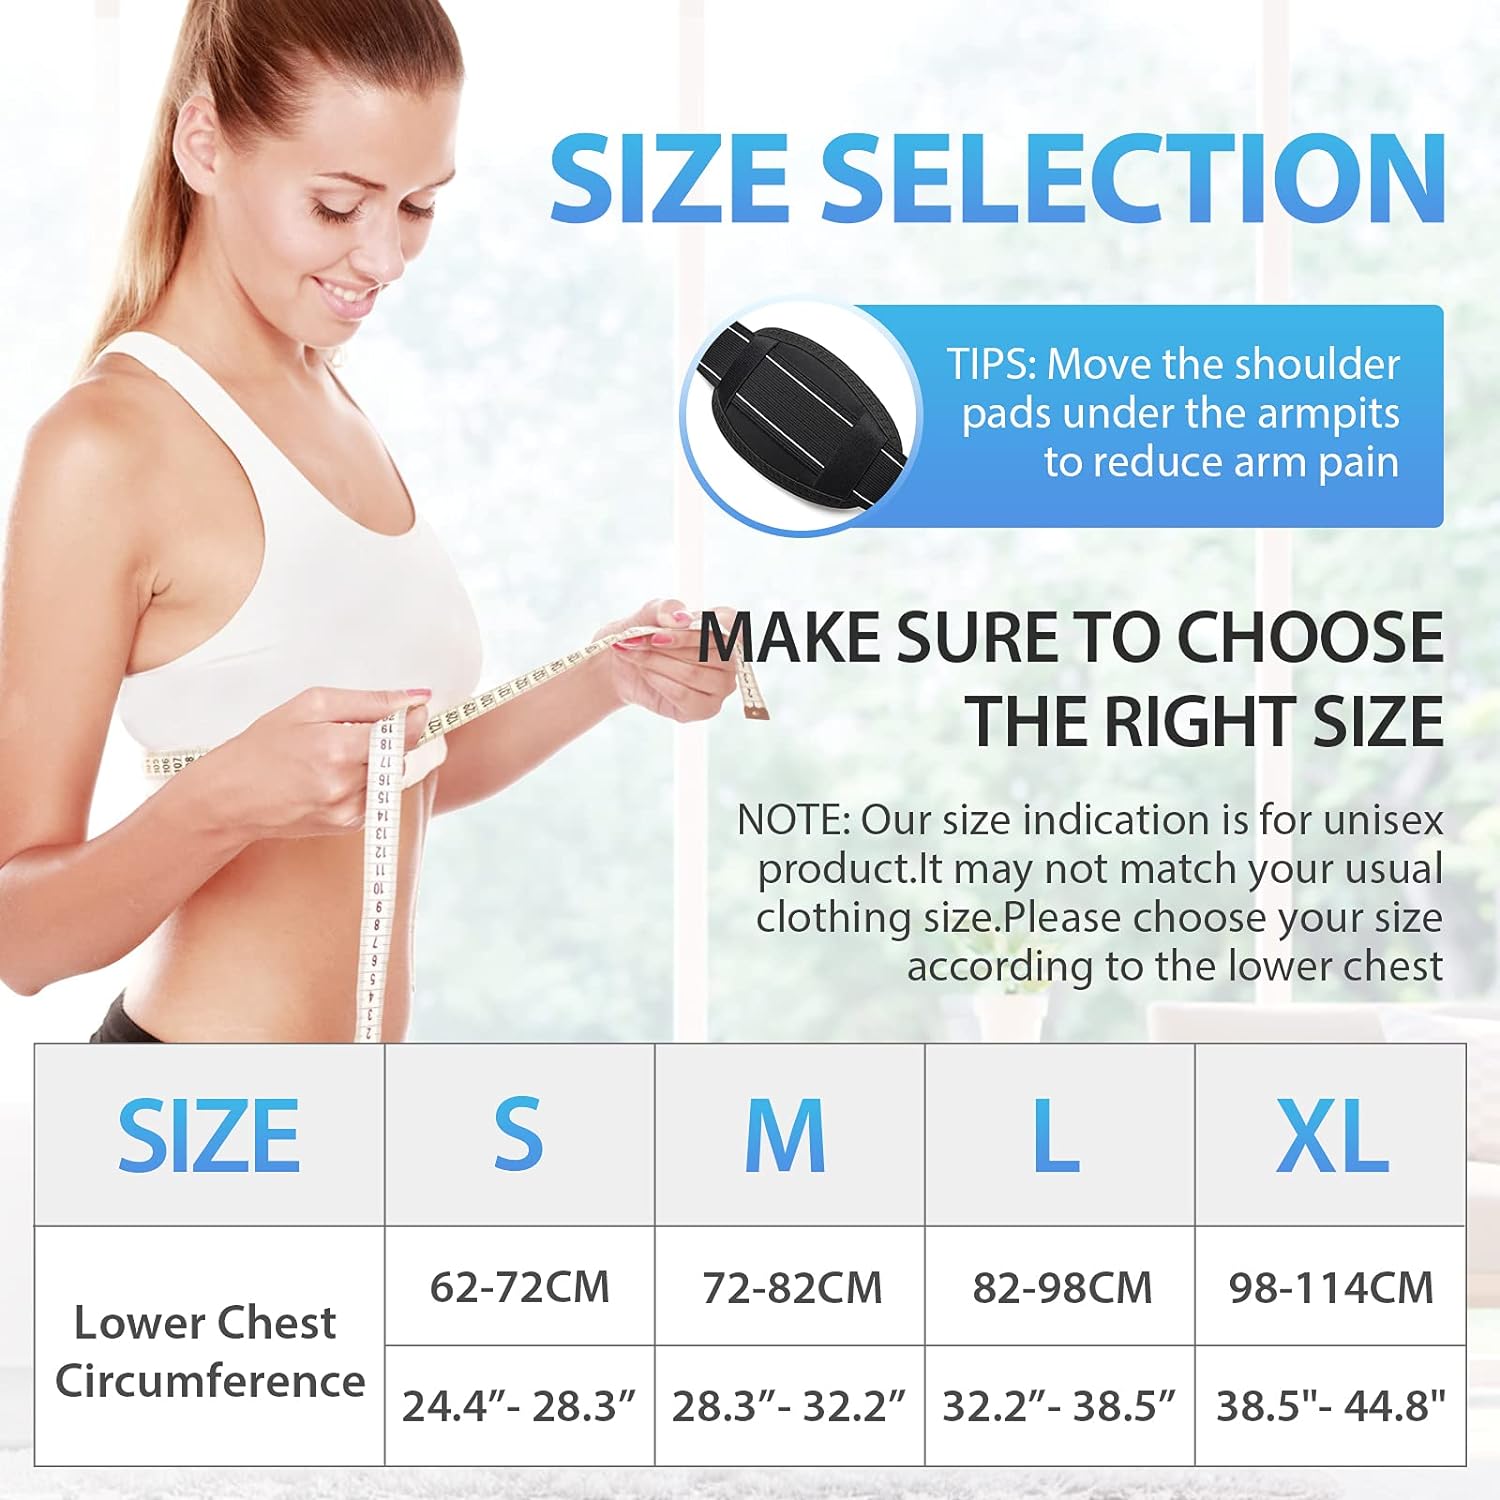 SIZE SELECTION
TIPS: Move the shoulder
pads under the armpits
to reduce arm pain
MAKE SURE TO CHOOSE
THE RIGHT SIZE
NOTE: Our size indication is for unisex
product.It may not match your usual
clothing size.Please choose your size
according to the lower chest
SIZE S M L XL
Lower Chest
Circumference
62-72CM 72-82CM 82-98CM 98-114CM
24.4”- 28.3” 28.3”- 32.2” 32.2”- 38.5” 38.5"- 44.8"